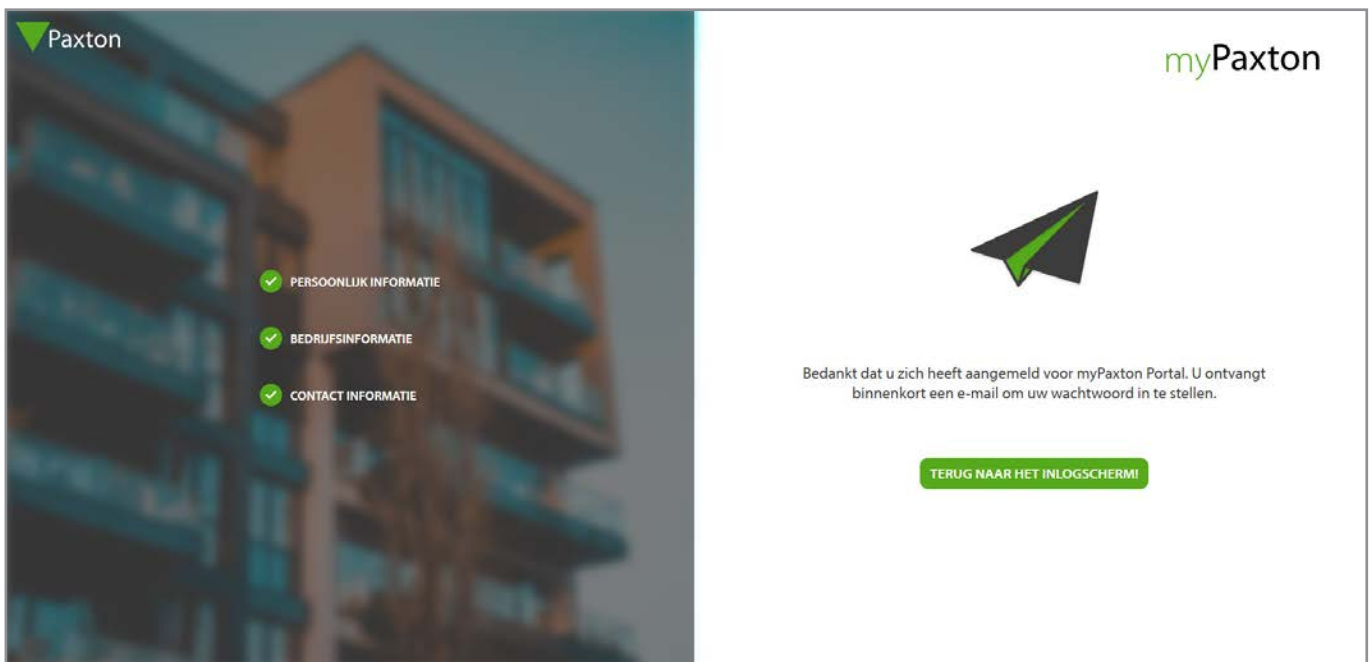 Paxton
myPaxton
PERSOONLIJK INFORMATIE
BEDRIJFSINFORMATIE
CONTACT INFORMATIE
Bedankt dat u zich heeft aangemeld voor myPaxton Portal. U ontvangt
binnenkort een e-mail om uw wachtwoord in te stellen.
TERUG NAAR HET INLOGSCHERM!